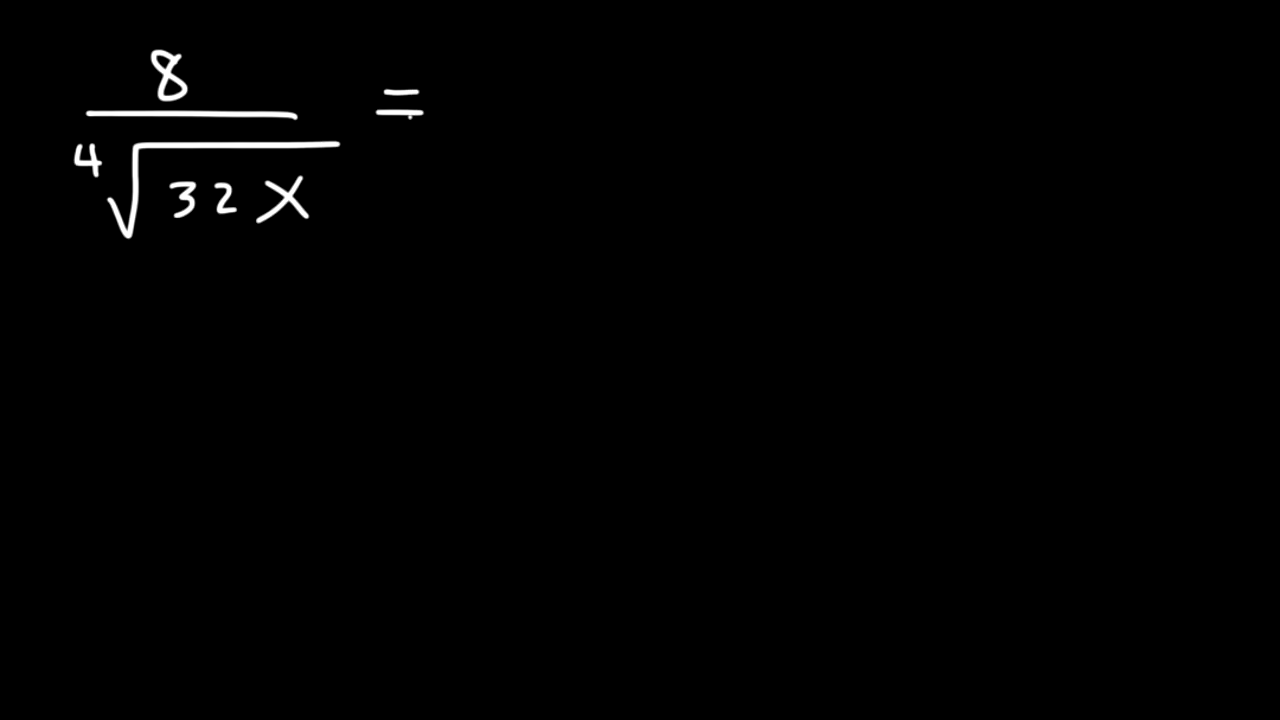 8
4√32x =